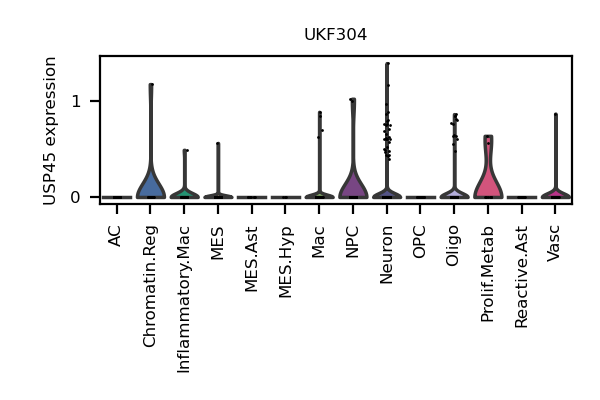 UKF304
USP45 expression
1
0
AC
Chromatin.Reg
Inflammatory.Mac
MES
MES.Ast
MES.Hyp
Mac
NPC
Neuron
OPC
Oligo
Prolif.Metab
Reactive.Ast
Vasc